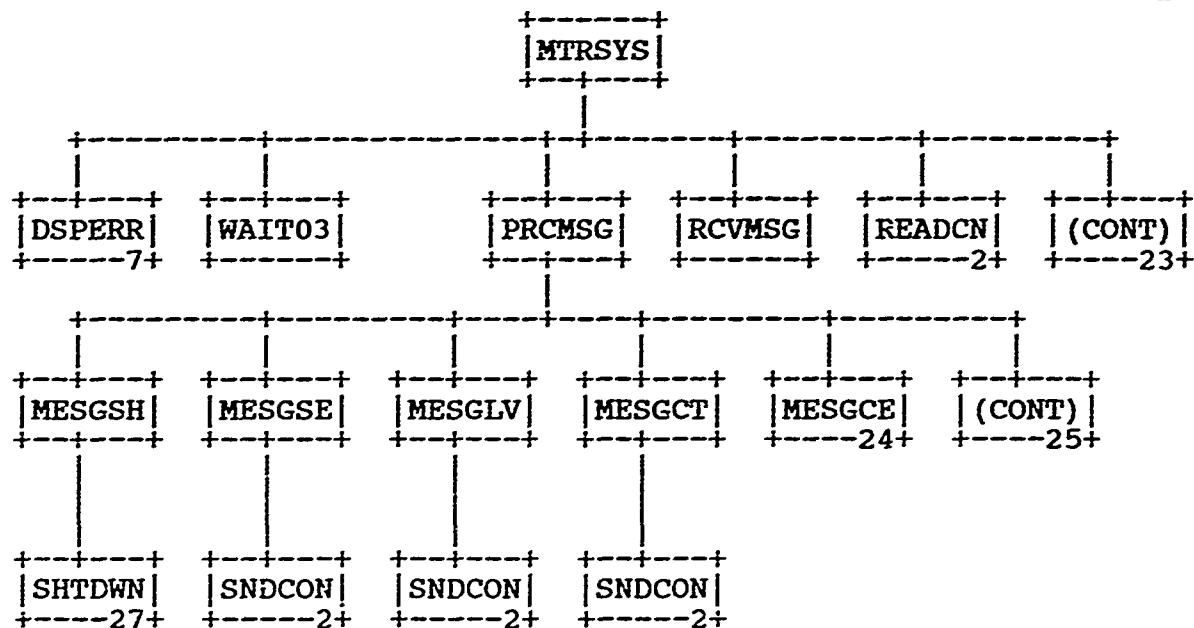 MTRSYS
DSPERR WAIT03 PRCMSG RCVMSG READCN (CONT)
7 2 23
MESGSH MESGSE MESGLV MESGCT MESGCE (CONT)
24 25
SHTDWN SNDCON SNDCON SNDCON
27 2 2 2